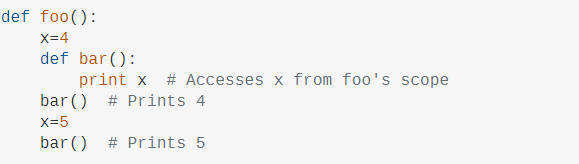 def foo():
    x=4
    def bar():
        print x  # Accesses x from foo's scope
    bar()  # Prints 4
    x=5
    bar()  # Prints 5